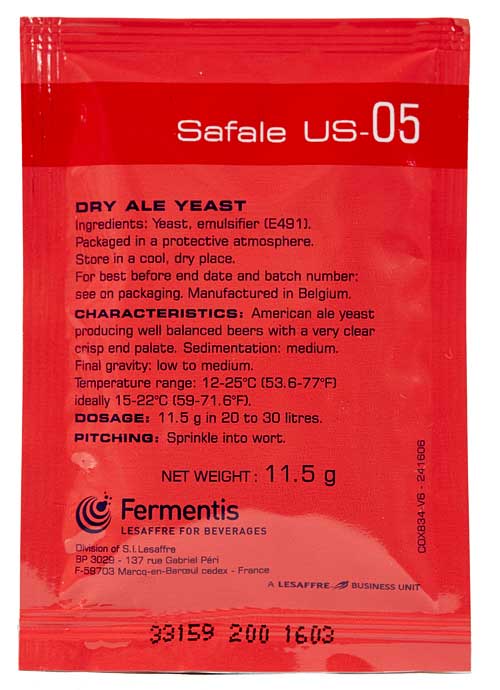 Safale US-05
DRY ALE YEAST
Ingredients: Yeast, emulsifier (E491).
Packaged in a protective atmosphere.
Store in a cool, dry place.
For best before end date and batch number:
see on packaging. Manufactured in Belgium.
CHARACTERISTICS: American ale yeast
producing well balanced beers with a very clear
crisp end palate. Sedimentation: medium.
Final gravity: low to medium.
Temperature range: 12-25°C (53.6-77°F)
ideally 15-22°C (59-71.6°F).
DOSAGE: 11.5 g in 20 to 30 litres.
PITCHING: Sprinkle into wort.
NET WEIGHT : 11.5 g
CDX834-V6 - 241606
Fermentis
LESAFFRE FOR BEVERAGES
Division of S.I.Lesaffre
BP 3029 - 137 rue Gabriel Péri
F-59703 Marcq-en-Barœul cedex - France
A LESAFFRE BUSINESS UNIT
33159 200 1603